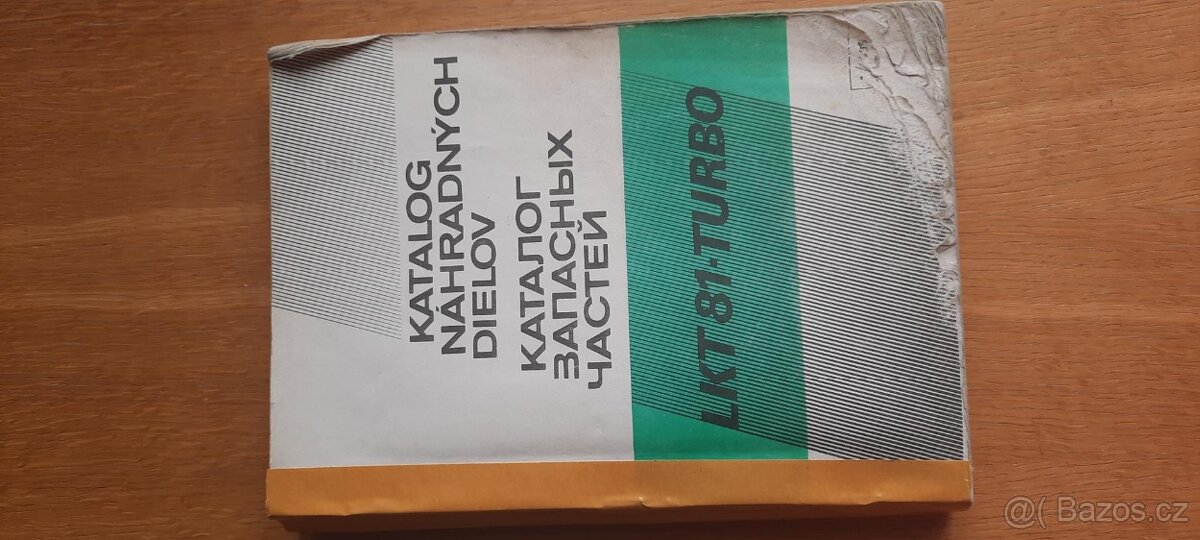 KATALOG
NÁHRADNÝCH
DIELOV
КАТАЛОГ
ЗАПАСНЫХ
ЧАСТЕЙ
LKT 81-TURBO
@( Bazos.cz